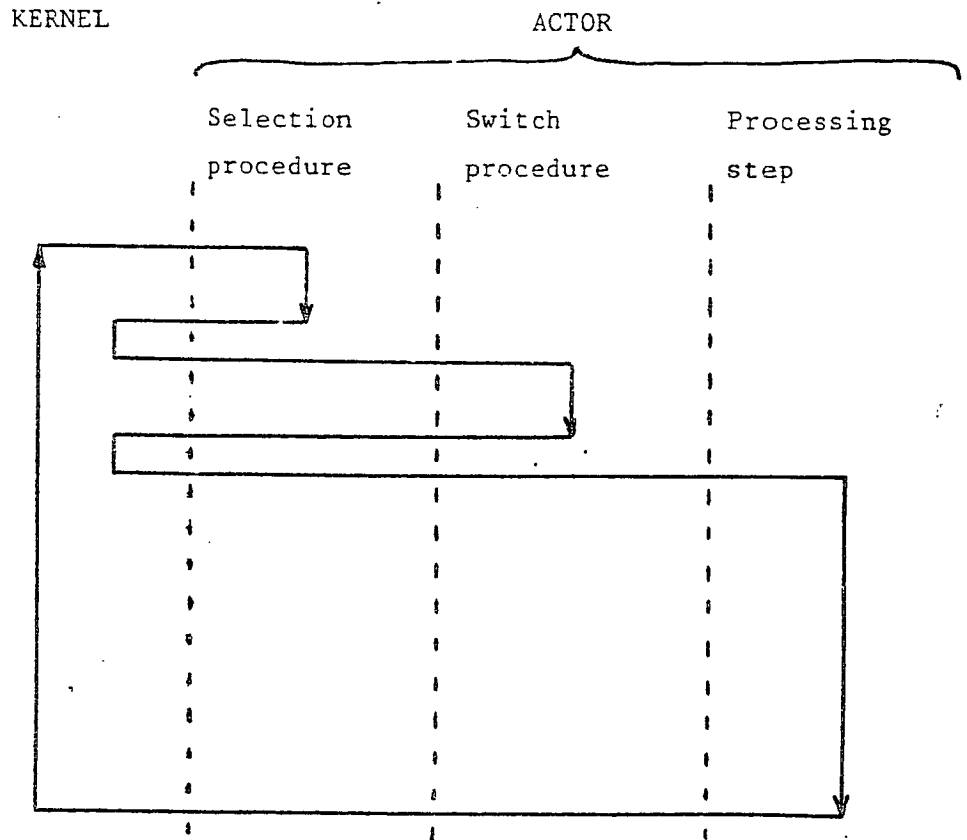 KERNEL
ACTOR
Selection
procedure
Switch
procedure
Processing
step